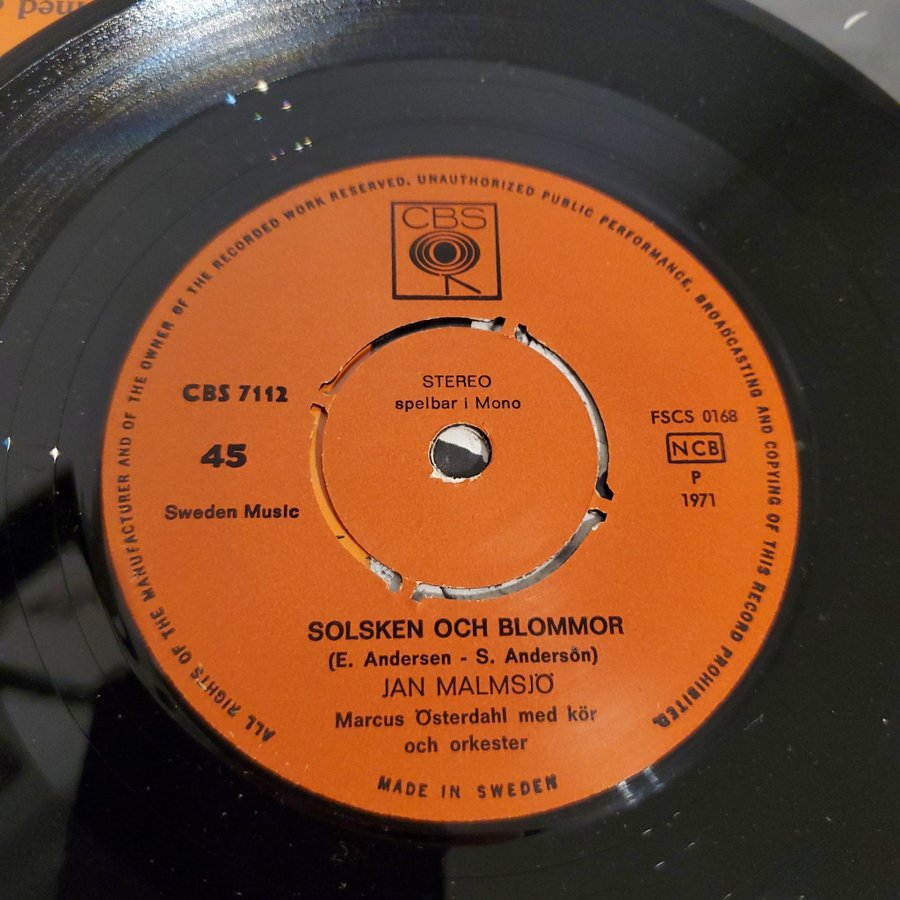 med
ALL RIGHTS OF THE MANUFACTURER AND OF THE OWNER OF THE RECORDED WORK RESERVED. UNAUTHORIZED PUBLIC PERFORMANCE, BROADCASTING AND COPYING OF THIS RECORD PROHIBITED.
CBS
STEREO
spelbar i Mono
CBS 7112
45
Sweden Music
FSCS 0168
NCB
P
1971
SOLSKEN OCH BLOMMOR
(E. Andersen - S. Andersön)
JAN MALMSJÖ
Marcus Österdahl med kör
och orkester
MADE IN SWEDEN